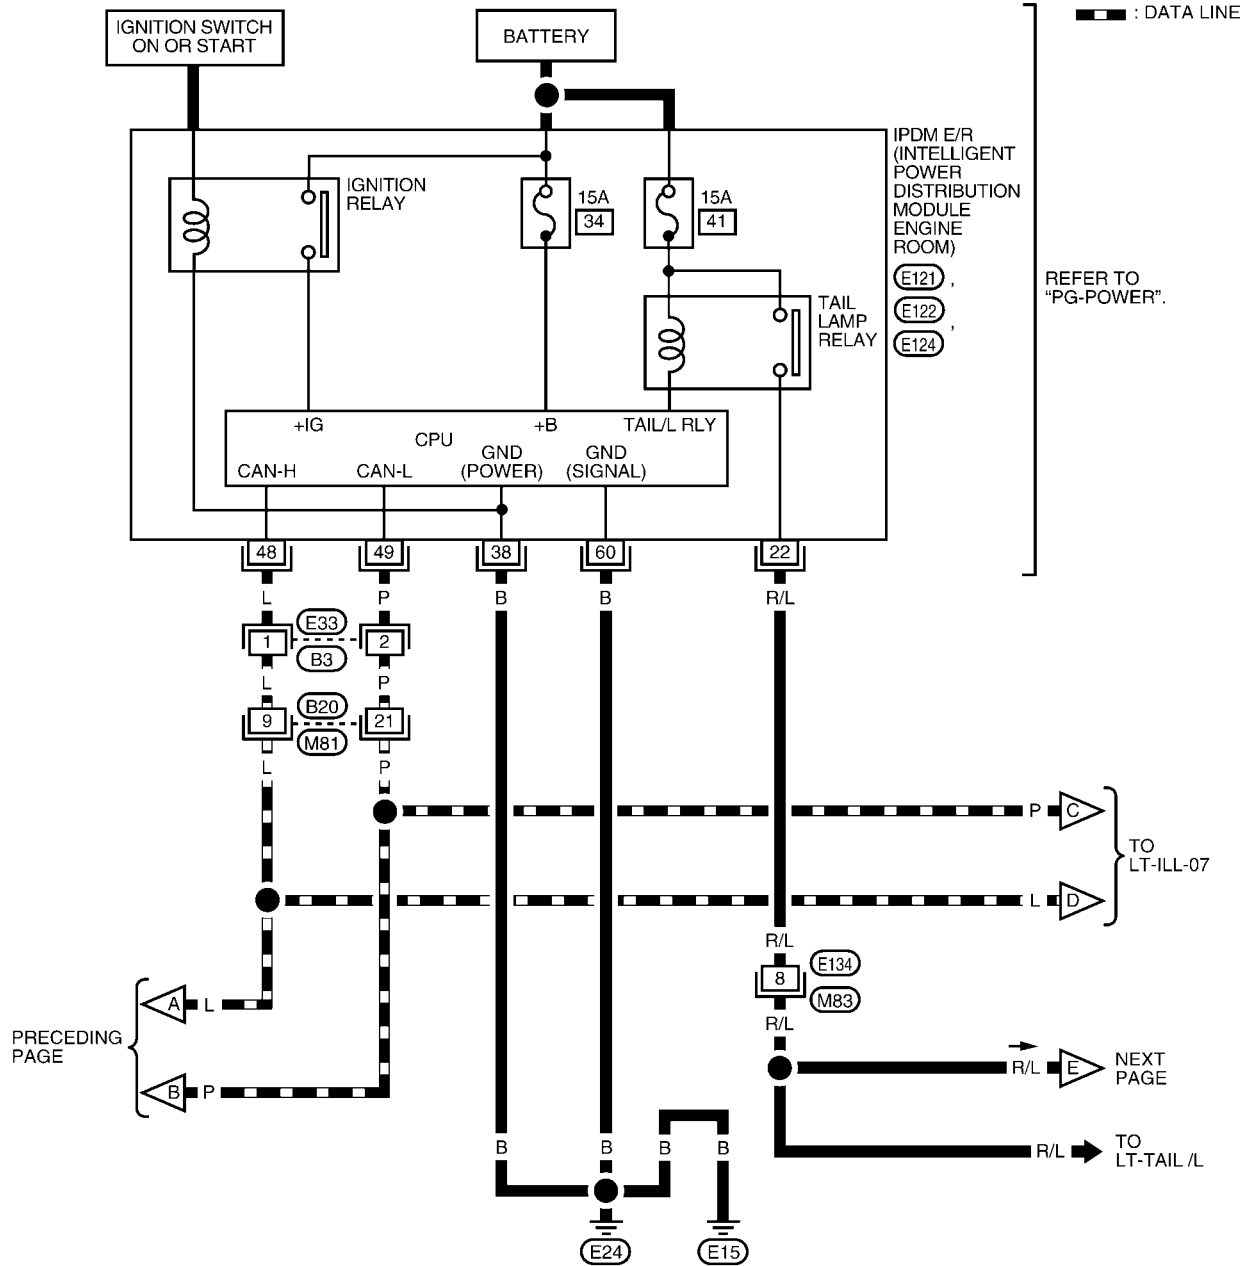 : DATA LINE
IGNITION SWITCH
ON OR START
BATTERY
IPDM E/R
(INTELLIGENT
POWER
DISTRIBUTION
MODULE
ENGINE
ROOM)
E121 ,
E122 ,
E124
REFER TO
"PG-POWER".
IGNITION
RELAY
15A
34
15A
41
TAIL
LAMP
RELAY
+IG
+B
TAIL/L RLY
CPU
GND
(POWER)
GND
(SIGNAL)
CAN-H
CAN-L
48
49
38
60
22
L
P
B
B
R/L
E33
1
2
B3
L
P
B20
9
21
M81
L
P
P
C
TO
LT-ILL-07
L
D
R/L
E134
8
M83
R/L
A
L
PRECEDING
PAGE
B
P
R/L
E
NEXT
PAGE
B
B
B
B
R/L
TO
LT-TAIL /L
E24
E15